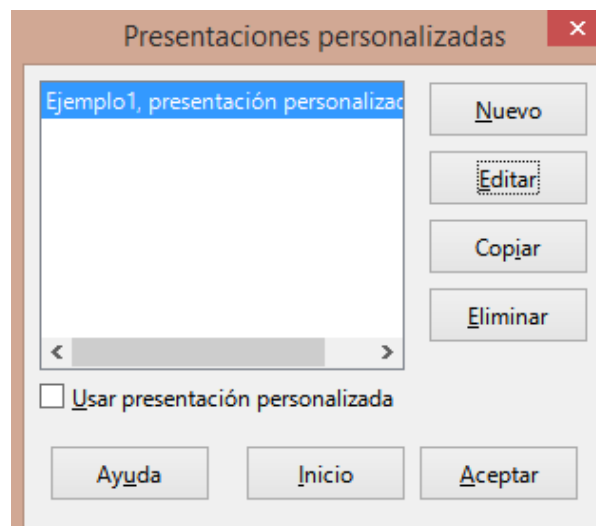 Presentaciones personalizadas
Ejemplo1, presentación personalizac
Nuevo
Editar
Copiar
Eliminar
Usar presentación personalizada
Ayuda Inicio Aceptar